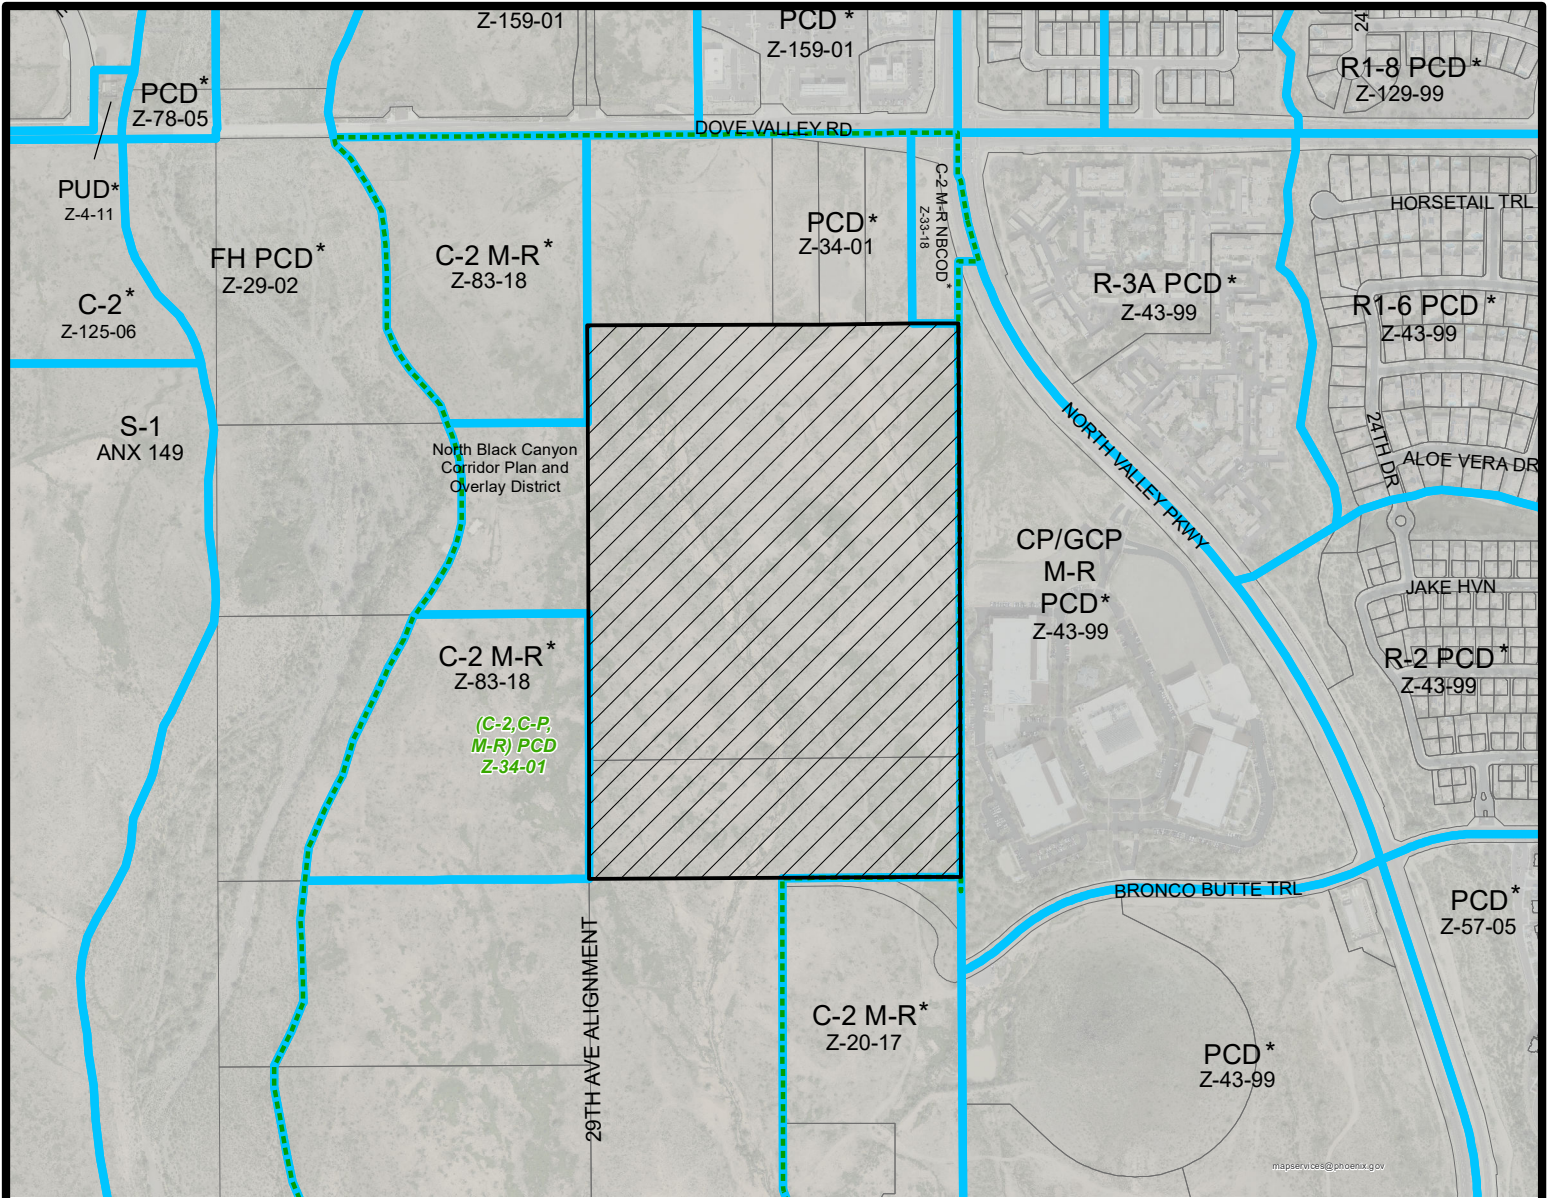 Z-159-01
PCD *
Z-159-01
24
R1-8 PCD *
Z-129-99
PCD *
Z-78-05
DOVE VALLEY RD
PUD*
Z-4-11
HORSETAIL TRL
C-2 M-R NBCOD *
Z-33-18
PCD *
Z-34-01
FH PCD *
Z-29-02
C-2 M-R *
Z-83-18
R-3A PCD *
Z-43-99
C-2 *
Z-125-06
R1-6 PCD *
Z-43-99
S-1
ANX 149
North Black Canyon
Corridor Plan and
Overlay District
NORTH VALLEY PKWY
24TH DR
ALOE VERA DR
CP/GCP
M-R
PCD *
Z-43-99
JAKE HVN
C-2 M-R *
Z-83-18
R-2 PCD *
Z-43-99
(C-2,C-P,
M-R) PCD
Z-34-01
BRONCO BUTTE TRL
PCD *
Z-57-05
29TH AVE ALIGNMENT
C-2 M-R *
Z-20-17
PCD *
Z-43-99
mapservices@phoenix.gov